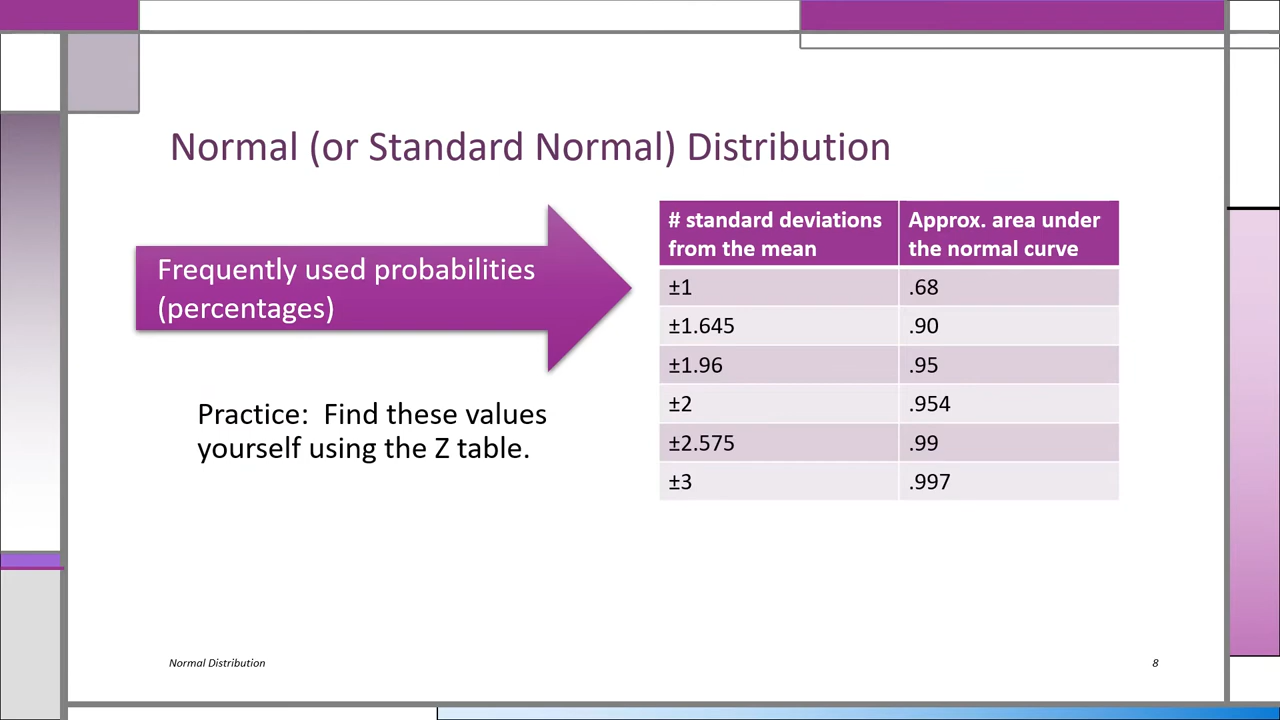 Normal (or Standard Normal) Distribution
Frequently used probabilities
(percentages)
Practice:  Find these values
yourself using the Z table.
# standard deviations from the mean | Approx. area under the normal curve
±1 | .68
±1.645 | .90
±1.96 | .95
±2 | .954
±2.575 | .99
±3 | .997
Normal Distribution
8